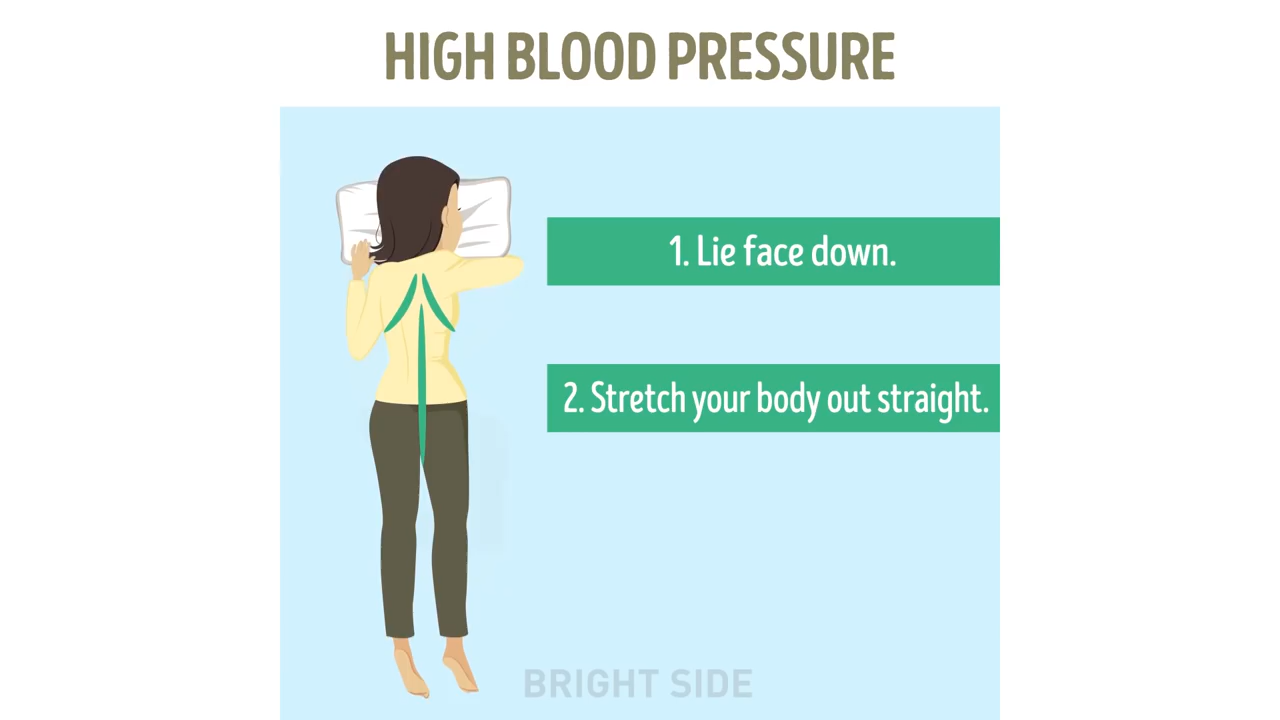 HIGH BLOOD PRESSURE
1. Lie face down.
2. Stretch your body out straight.
BRIGHT SIDE